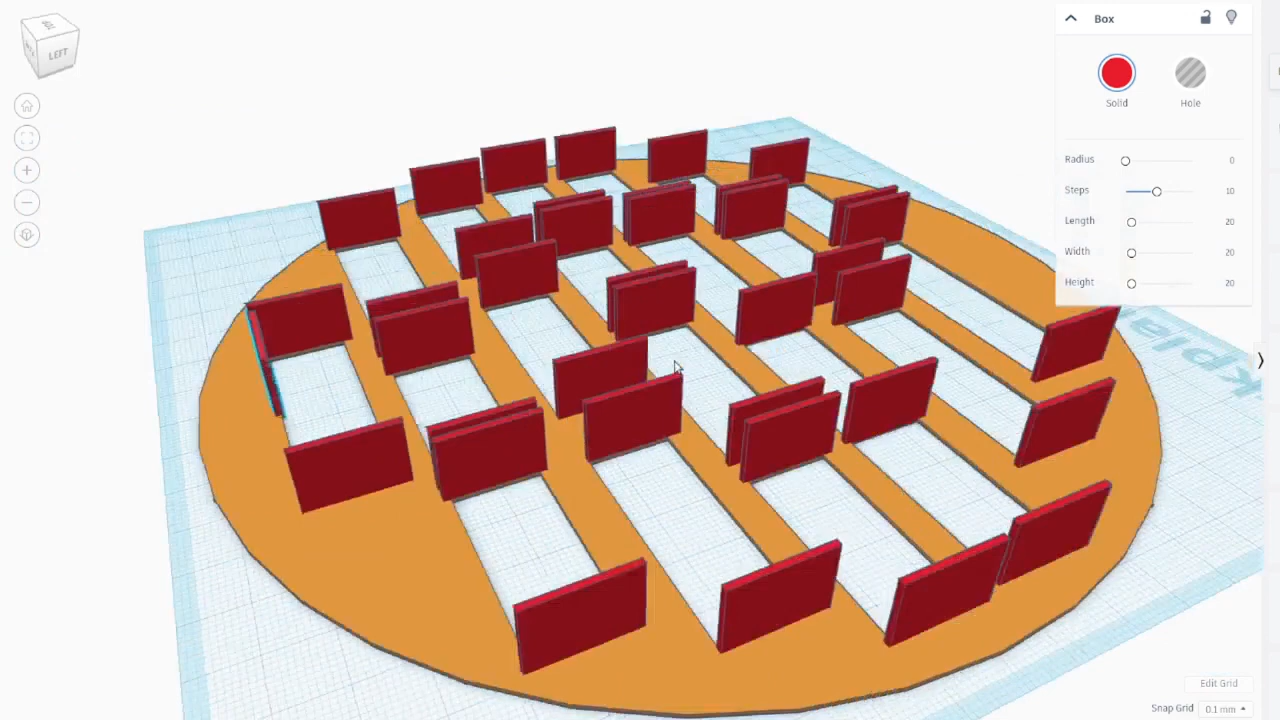 LEFT
Box
Solid
Hole
Radius 0
Steps 10
Length 20
Width 20
Height 20
Edit Grid
Snap Grid 0.1 mm